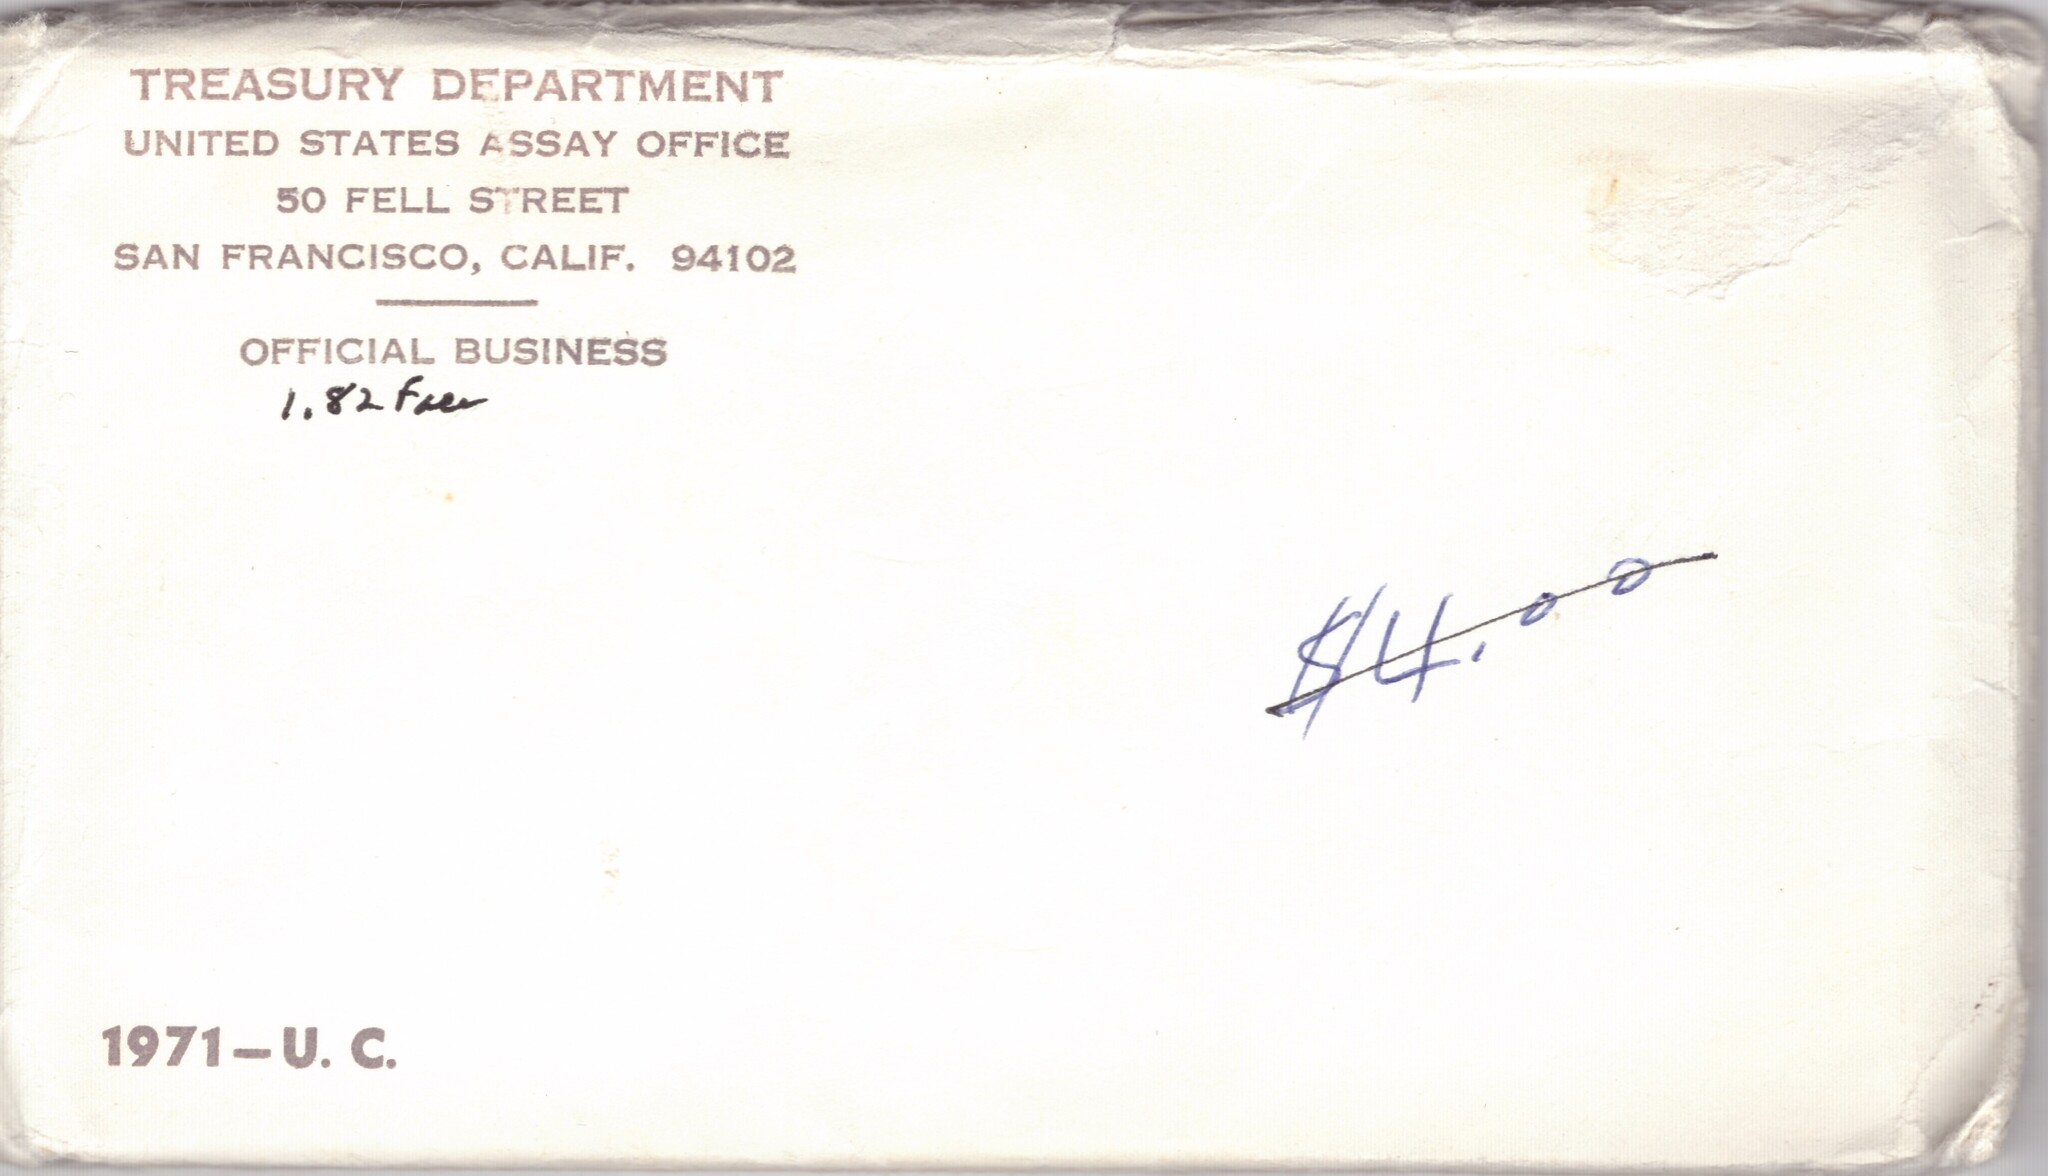 TREASURY DEPARTMENT
UNITED STATES ASSAY OFFICE
50 FELL STREET
SAN FRANCISCO, CALIF. 94102
OFFICIAL BUSINESS
1.82 Face
$4.00
1971-U. C.